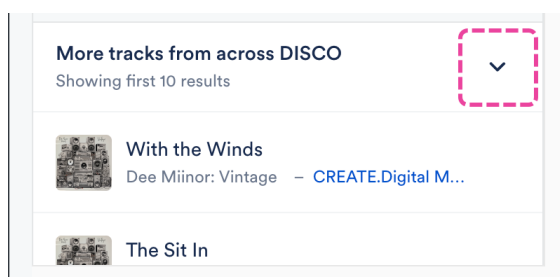 More tracks from across DISCO
Showing first 10 results
With the Winds
Dee Miinor: Vintage – CREATE.Digital M...
The Sit In